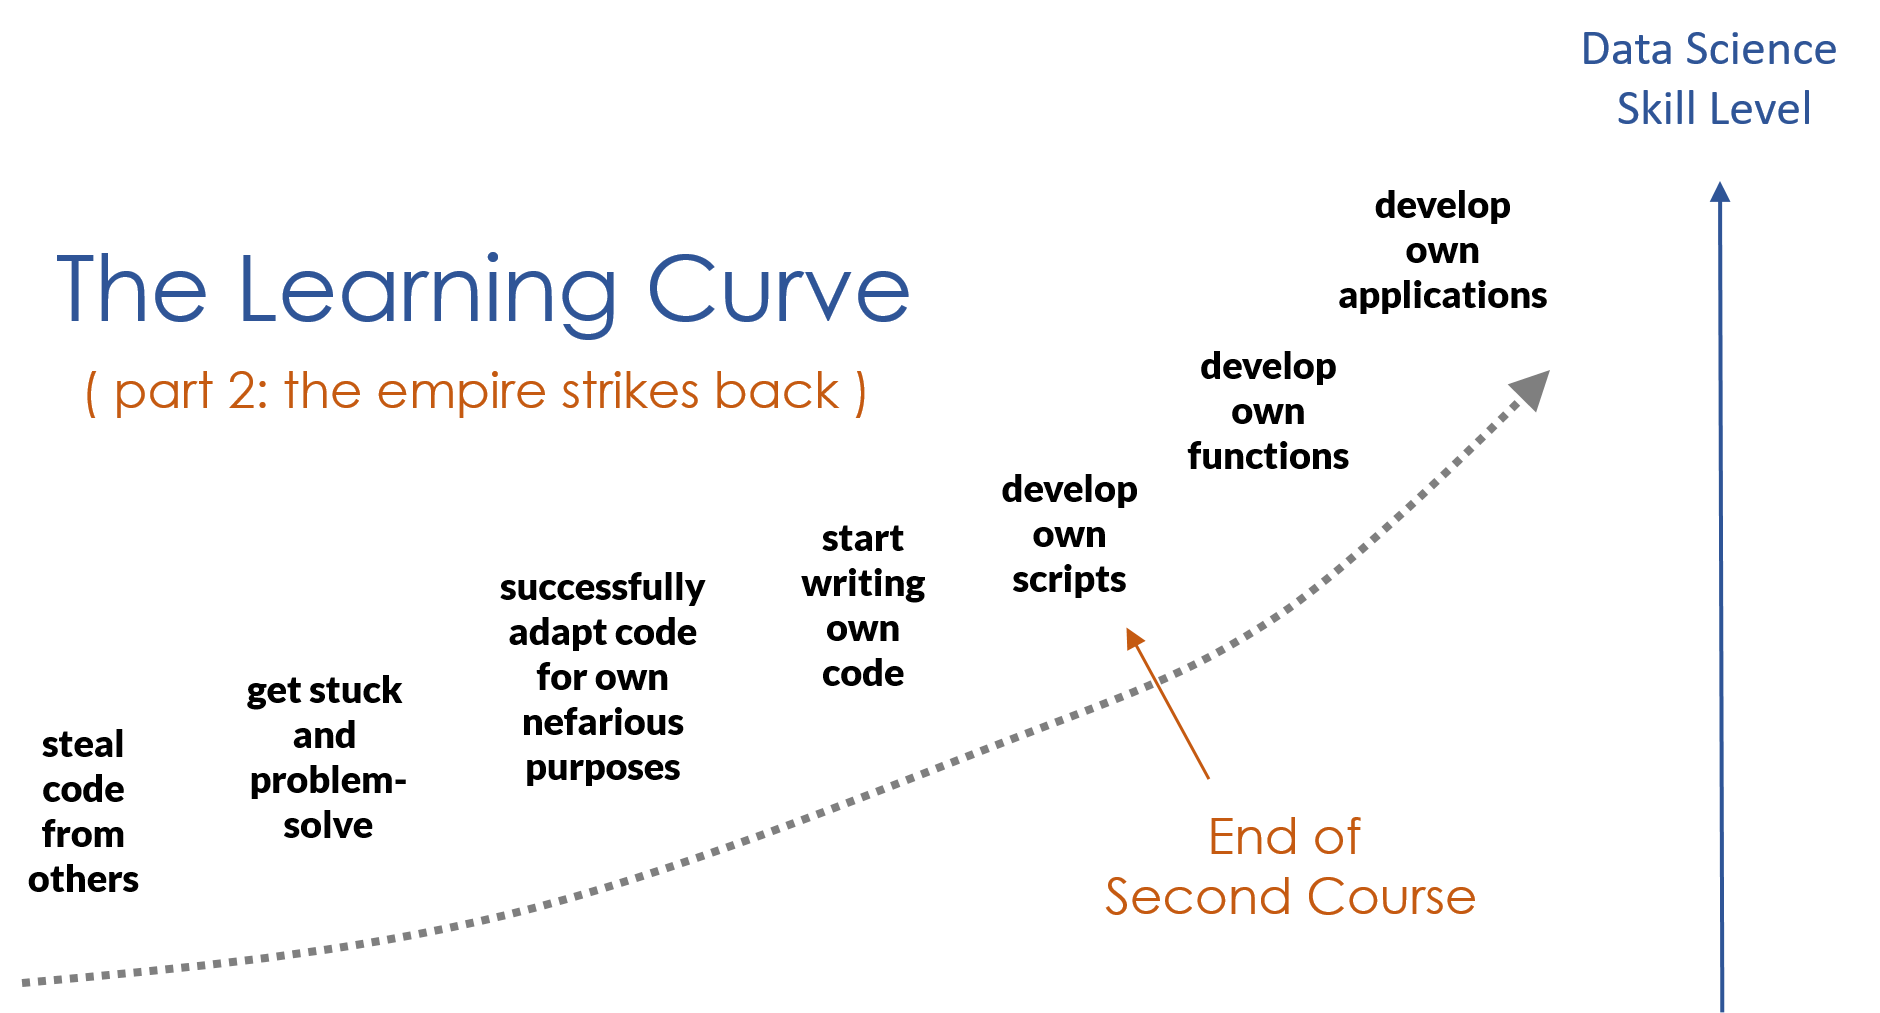 Data Science
Skill Level
The Learning Curve
( part 2: the empire strikes back )
steal
code
from
others
get stuck
and
problem-
solve
successfully
adapt code
for own
nefarious
purposes
start
writing
own
code
develop
own
scripts
develop
own
functions
develop
own
applications
End of
Second Course